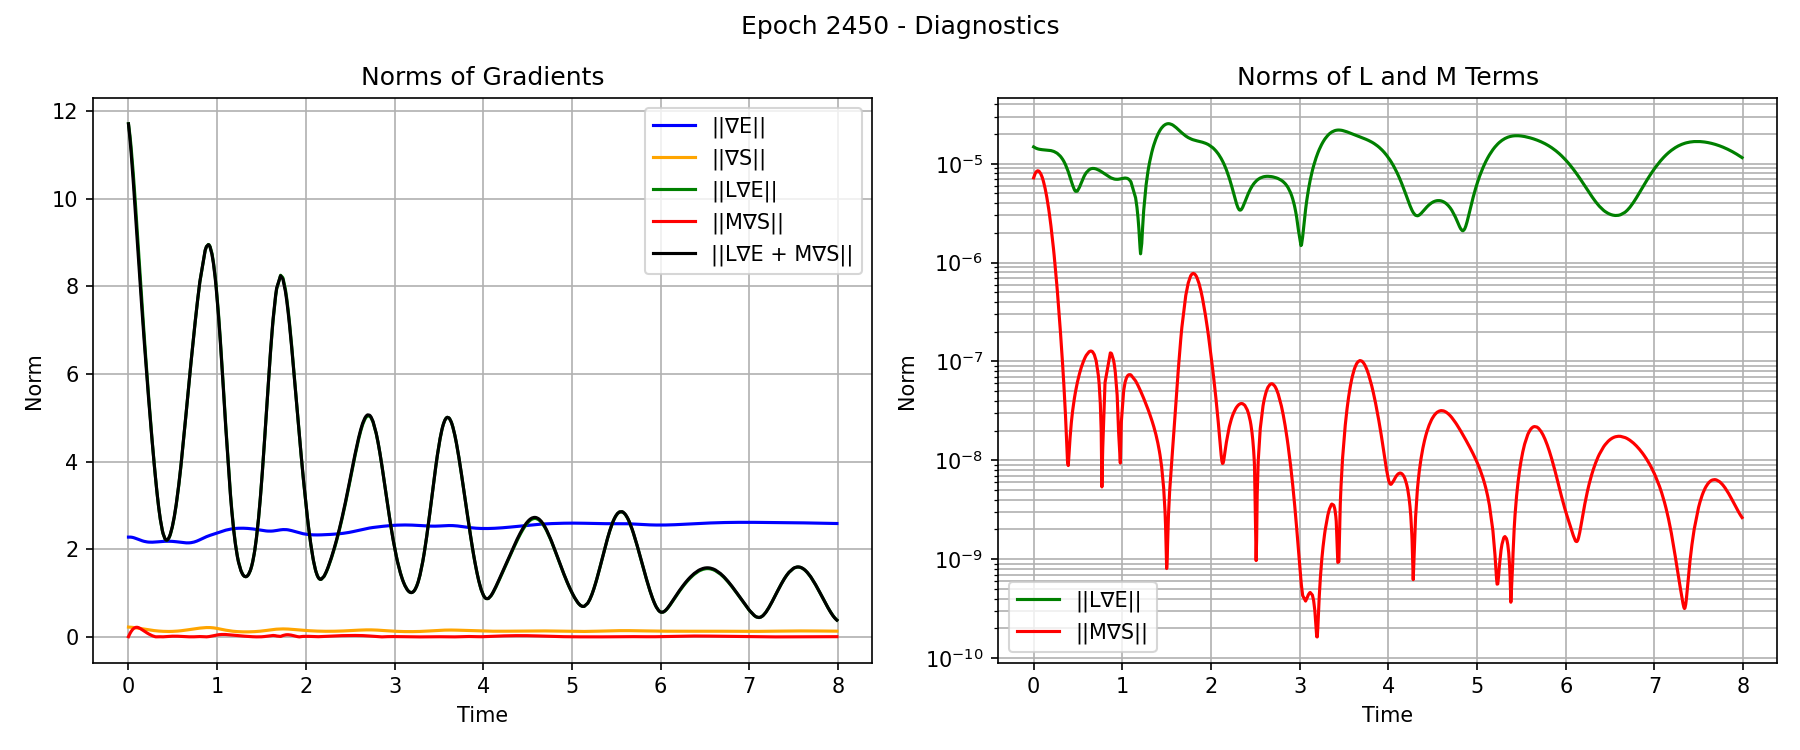 Epoch 2450 - Diagnostics
Norms of Gradients
12
10
8
6
4
2
0
Norm
0 1 2 3 4 5 6 7 8
Time
||∇E||
||∇S||
||L∇E||
||M∇S||
||L∇E + M∇S||
Norms of L and M Terms
10⁻⁵
10⁻⁶
10⁻⁷
10⁻⁸
10⁻⁹
10⁻¹⁰
Norm
0 1 2 3 4 5 6 7 8
Time
||L∇E||
||M∇S||